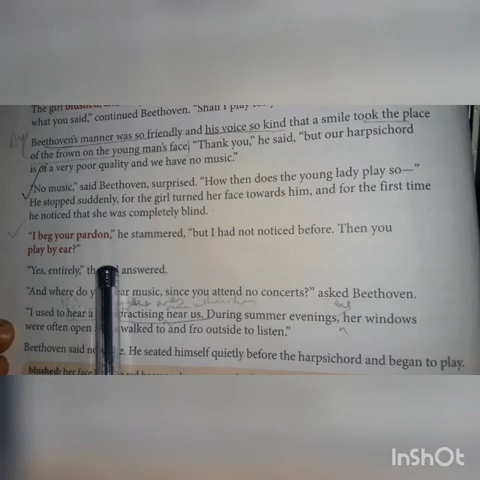 The girl blushed,
what you said," continued Beethoven. "Shall I play
Beethoven's manner was so friendly and his voice so kind that a smile took the place
of the frown on the young man's face. "Thank you," he said, "but our harpsichord
is of a very poor quality and we have no music."
"No music," said Beethoven, surprised. "How then does the young lady play so—"
He stopped suddenly, for the girl turned her face towards him, and for the first time
he noticed that she was completely blind.
"I beg your pardon," he stammered, "but I had not noticed before. Then you
play by ear?"
"Yes, entirely," answered.
"And where do music, since you attend no concerts?" asked Beethoven.
"I used to hear a practising near us. During summer evenings, her windows
were often open walked to and fro outside to listen."
Beethoven said He seated himself quietly before the harpsichord and began to play.
blushed: her face
InShOt